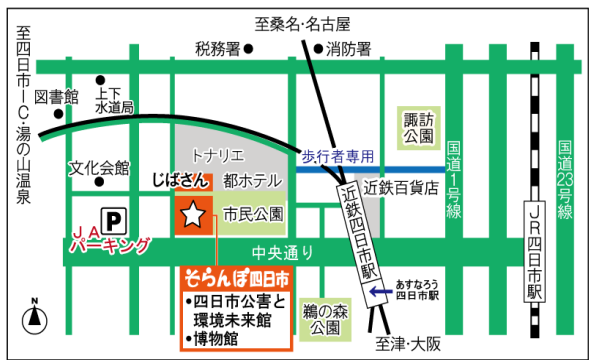 至桑名・名古屋
税務署
消防署
至四日市IC・湯の山温泉
上下
水道局
図書館
諏訪
公園
トナリエ
歩行者専用
国道1号線
国道23号線
文化会館
じばさん
都ホテル
近鉄百貨店
市民公園
近鉄四日市駅
JR四日市駅
P
JA
パーキング
中央通り
そらんぽ四日市
•四日市公害と
環境未来館
•博物館
あすなろう
四日市駅
鵜の森
公園
N
至津・大阪